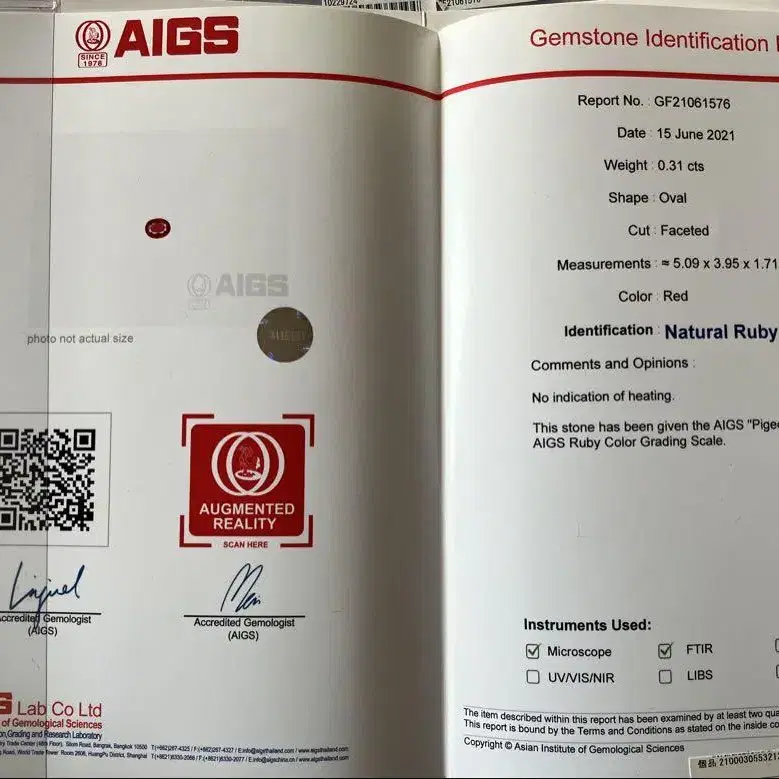 AIGS
SINCE 1978
AIGS
photo not actual size
AUGMENTED
REALITY
SCAN HERE
Accredited Gemologist
(AIGS)
Accredited Gemologist
(AIGS)
Lab Co Ltd
of Gemological Sciences
Grading and Research Laboratory
Gemstone Identification
Report No. : GF21061576
Date : 15 June 2021
Weight : 0.31 cts
Shape : Oval
Cut : Faceted
Measurements : ≈ 5.09 x 3.95 x 1.71
Color : Red
Identification : Natural Ruby
Comments and Opinions :
No indication of heating.
This stone has been given the AIGS "Pige
AIGS Ruby Color Grading Scale.
Instruments Used:
Microscope
FTIR
UV/VIS/NIR
LIBS
The item described within this report has been examined by at least two qua
This report is bound by the Terms and Conditions as stated on the inside co
Copyright © Asian Institute of Gemological Sciences